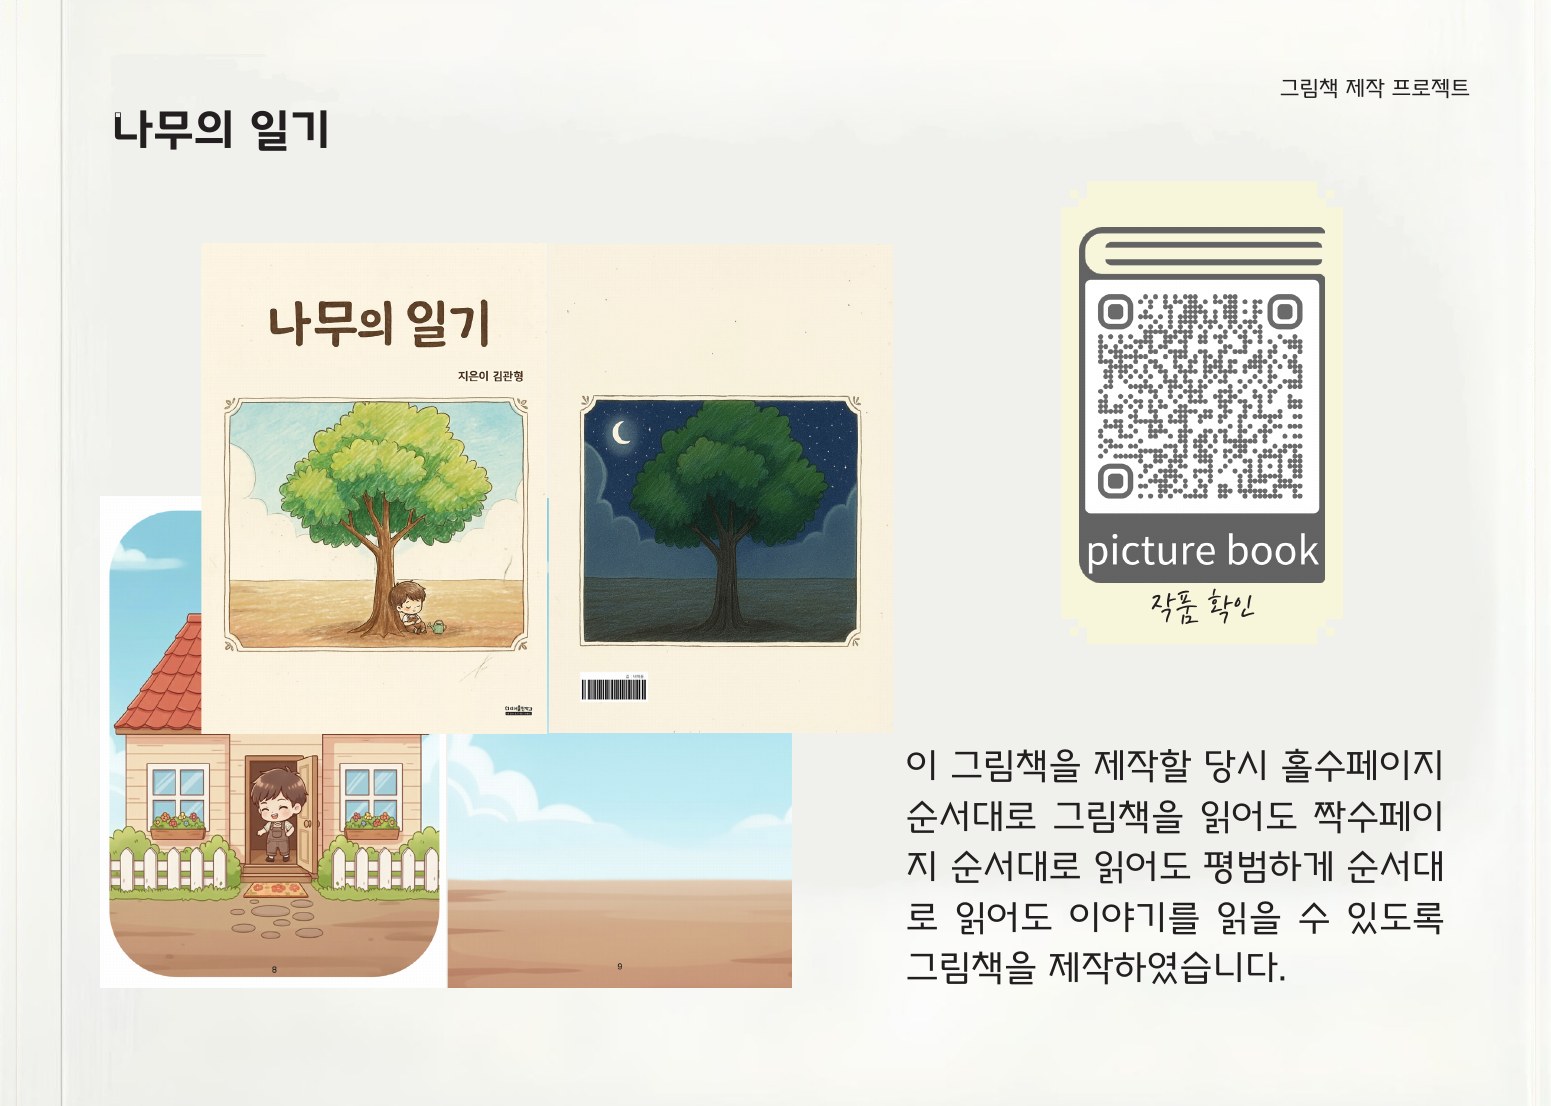 그림책 제작 프로젝트
나무의 일기
나무의 일기
지은이 김관형
picture book
작품 확인
이 그림책을 제작할 당시 홀수페이지
순서대로 그림책을 읽어도 짝수페이
지 순서대로 읽어도 평범하게 순서대
로 읽어도 이야기를 읽을 수 있도록
그림책을 제작하였습니다.
8
9